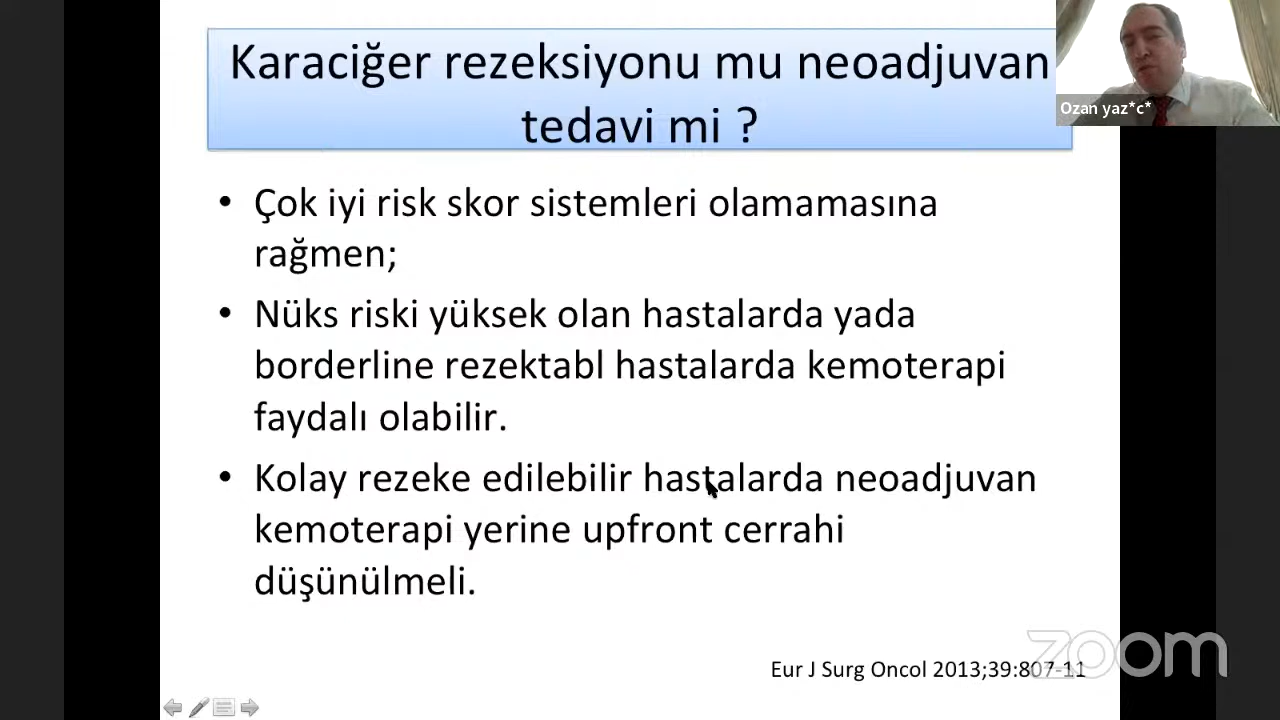 Karaciğer rezeksiyonu mu neoadjuvan
tedavi mi ?
Ozan yaz*c*
• Çok iyi risk skor sistemleri olamamasına
rağmen;
• Nüks riski yüksek olan hastalarda yada
borderline rezektabl hastalarda kemoterapi
faydalı olabilir.
• Kolay rezeke edilebilir hastalarda neoadjuvan
kemoterapi yerine upfront cerrahi
düşünülmeli.
zoom
Eur J Surg Oncol 2013;39:807-11